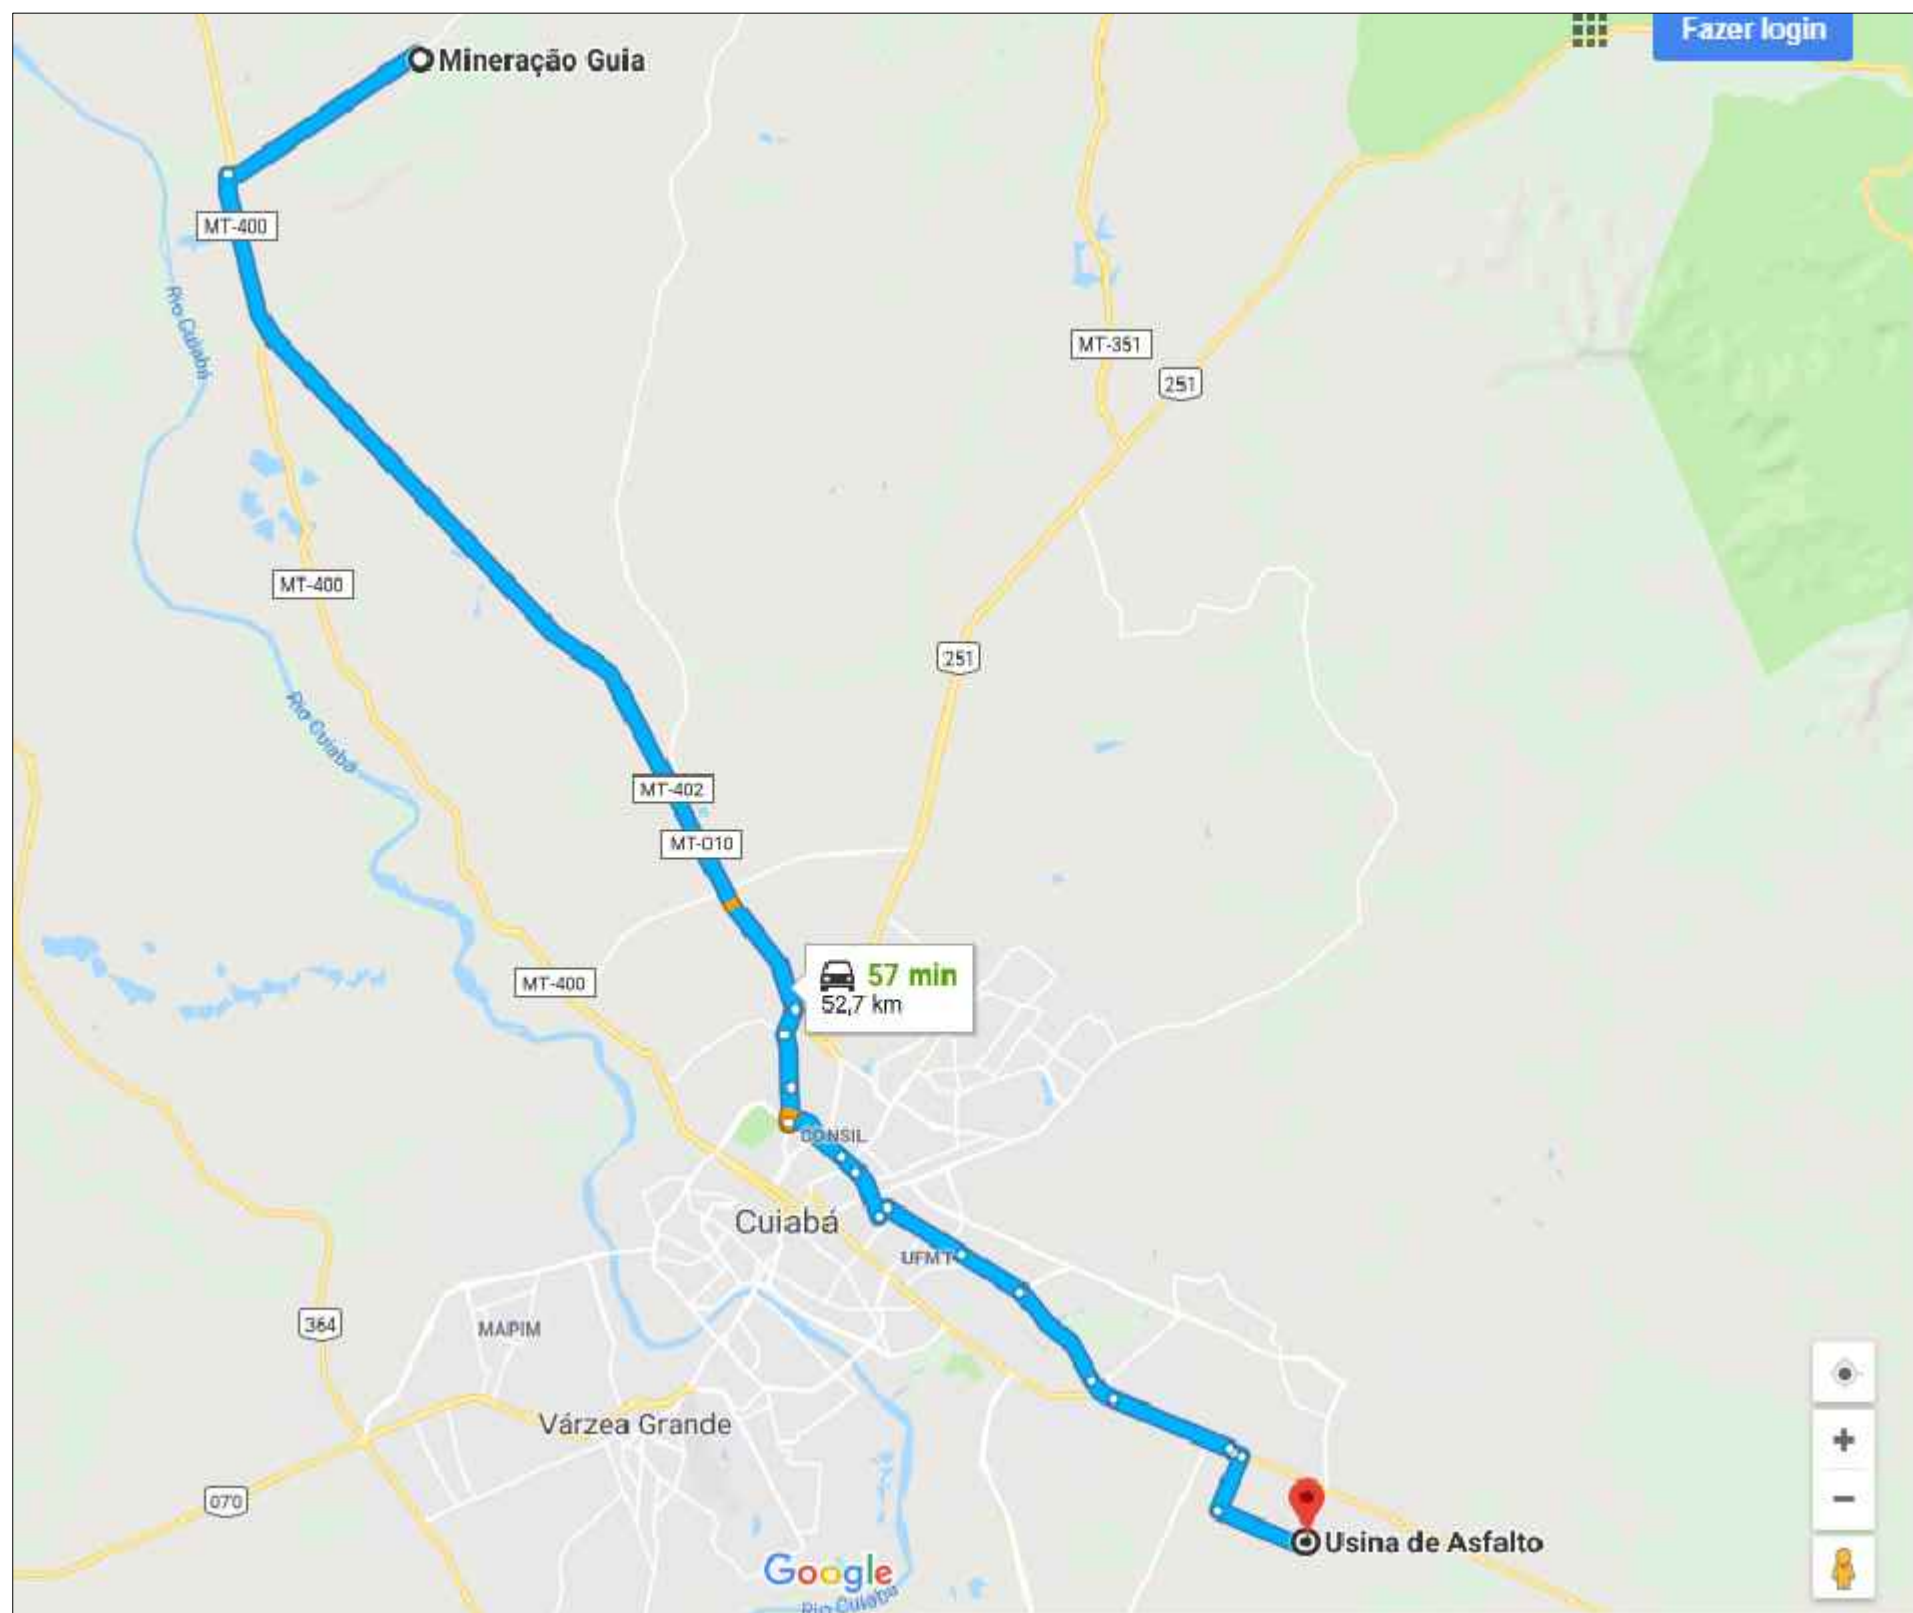 Fazer login
Mineração Guia
MT-400
Rio Cuiabá
MT-351
251
MT-400
251
Rio Cuiabá
MT-402
MT-010
57 min
52,7 km
MT-400
CONSIL
Cuiabá
UFMT
364
MAPIM
Várzea Grande
070
Usina de Asfalto
Google
Rio Cuiabá